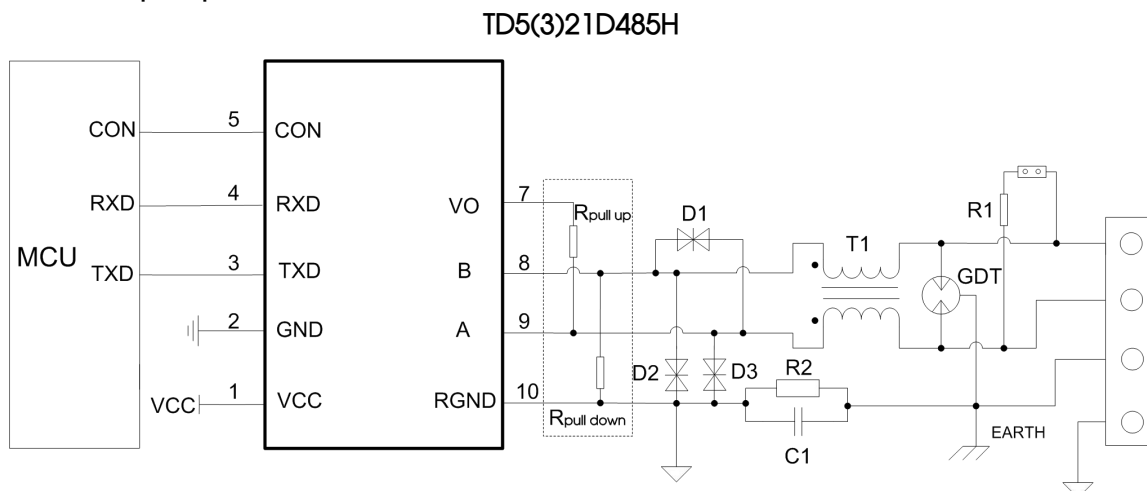 TD5(3)21D485H
MCU
CON
RXD
TXD
5
4
3
2
1
VCC
CON
RXD
TXD
GND
VCC
VO
B
A
RGND
7
8
9
10
Rpull up
Rpull down
D1
D2
D3
T1
R2
C1
GDT
R1
EARTH